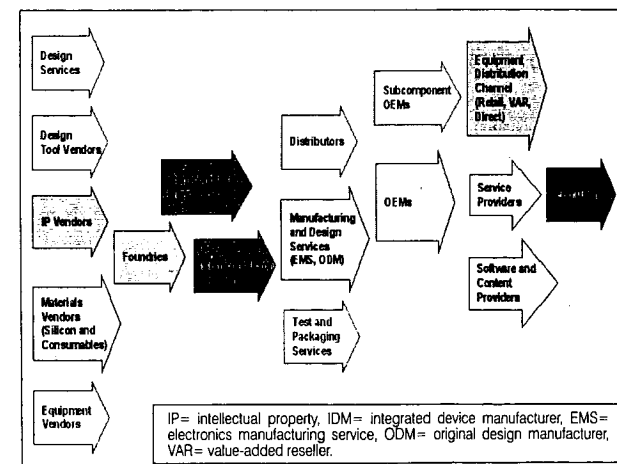 Design
Services
Design
Tool Vendors
IP Vendors
Materials
Vendors
(Silicon and
Consumables)
Equipment
Vendors
Foundries
Distributors
Manufacturing
and Design
Services
(EMS, ODM)
Test and
Packaging
Services
Subcomponent
OEMs
OEMs
Equipment
Distribution
Channel
(Retail, VAR,
Direct)
Service
Providers
Software and
Content
Providers
IP= intellectual property, IDM= integrated device manufacturer, EMS=
electronics manufacturing service, ODM= original design manufacturer,
VAR= value-added reseller.